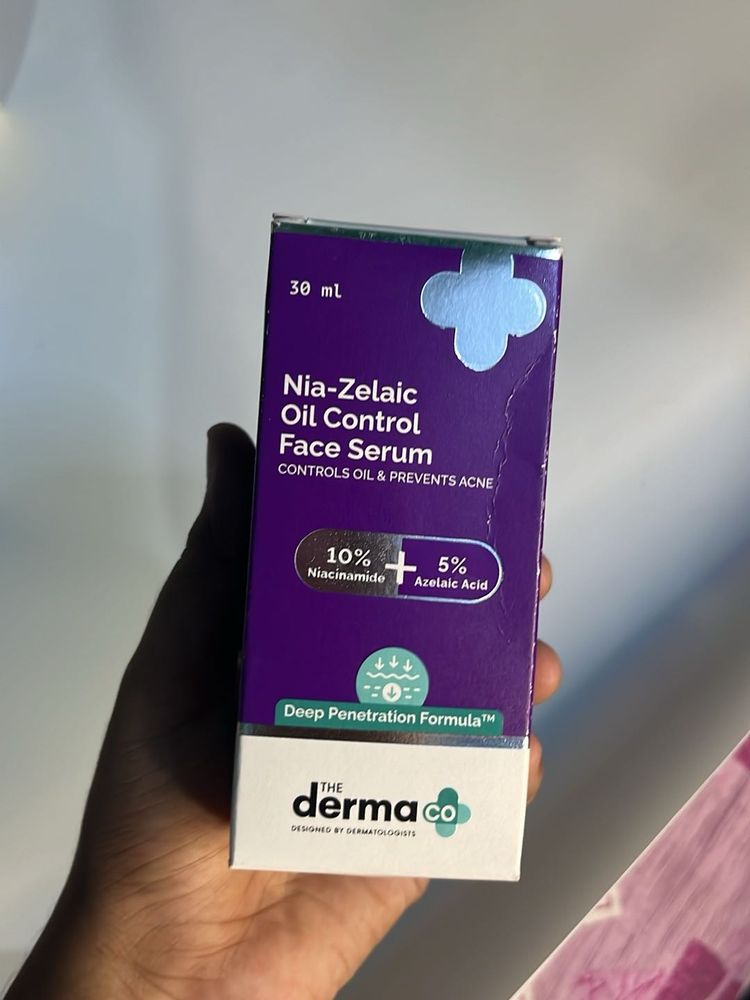 30 ml
Nia-Zelaic
Oil Control
Face Serum
CONTROLS OIL & PREVENTS ACNE
10% + 5%
Niacinamide Azelaic Acid
Deep Penetration Formula™
THE
derma co
DESIGNED BY DERMATOLOGISTS